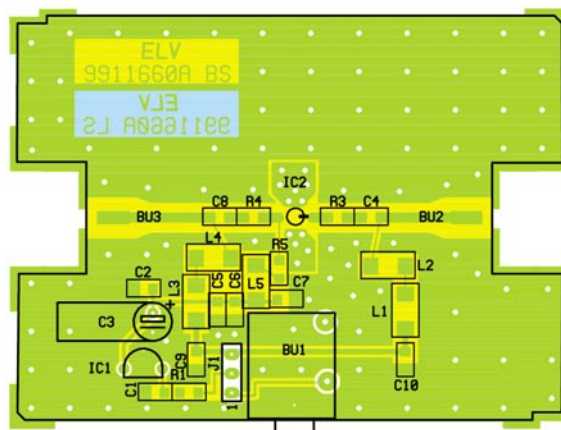 ELV
9911660A BS
ELV
9911660A LS
IC2
BU3
C8
R4
R3
C4
BU2
L4
R5
L2
C2
L3
C5
C6
L5
C7
C3
+
L1
IC1
C9
J1
BU1
C10
C1
R1
1